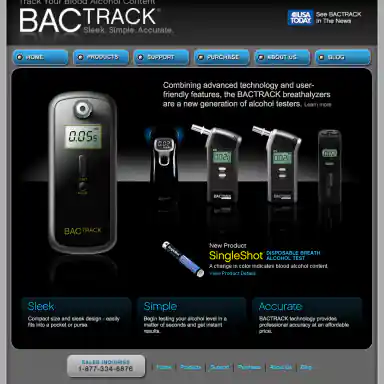 Track Your Blood Alcohol Content
BACTRACK®
Sleek. Simple. Accurate.
USA TODAY
See BACTRACK
In The News
HOME
PRODUCTS
SUPPORT
PURCHASE
ABOUT US
BLOG
Combining advanced technology and user-
friendly features, the BACTRACK breathalyzers
are a new generation of alcohol testers. Learn more
0.05%
BACTRACK
New Product
SingleShot DISPOSABLE BREATH
ALCOHOL TEST
A change in color indicates blood alcohol content
View Product Details
Sleek
Compact size and sleek design - easily
fits into a pocket or purse.
Simple
Begin testing your alcohol level in a
matter of seconds and get instant
results.
Accurate
BACTRACK technology provides
professional accuracy at an affordable
price.
SALES INQUIRIES
1-877-334-6876
| Home | Products | Support | Purchase | About Us | Blog